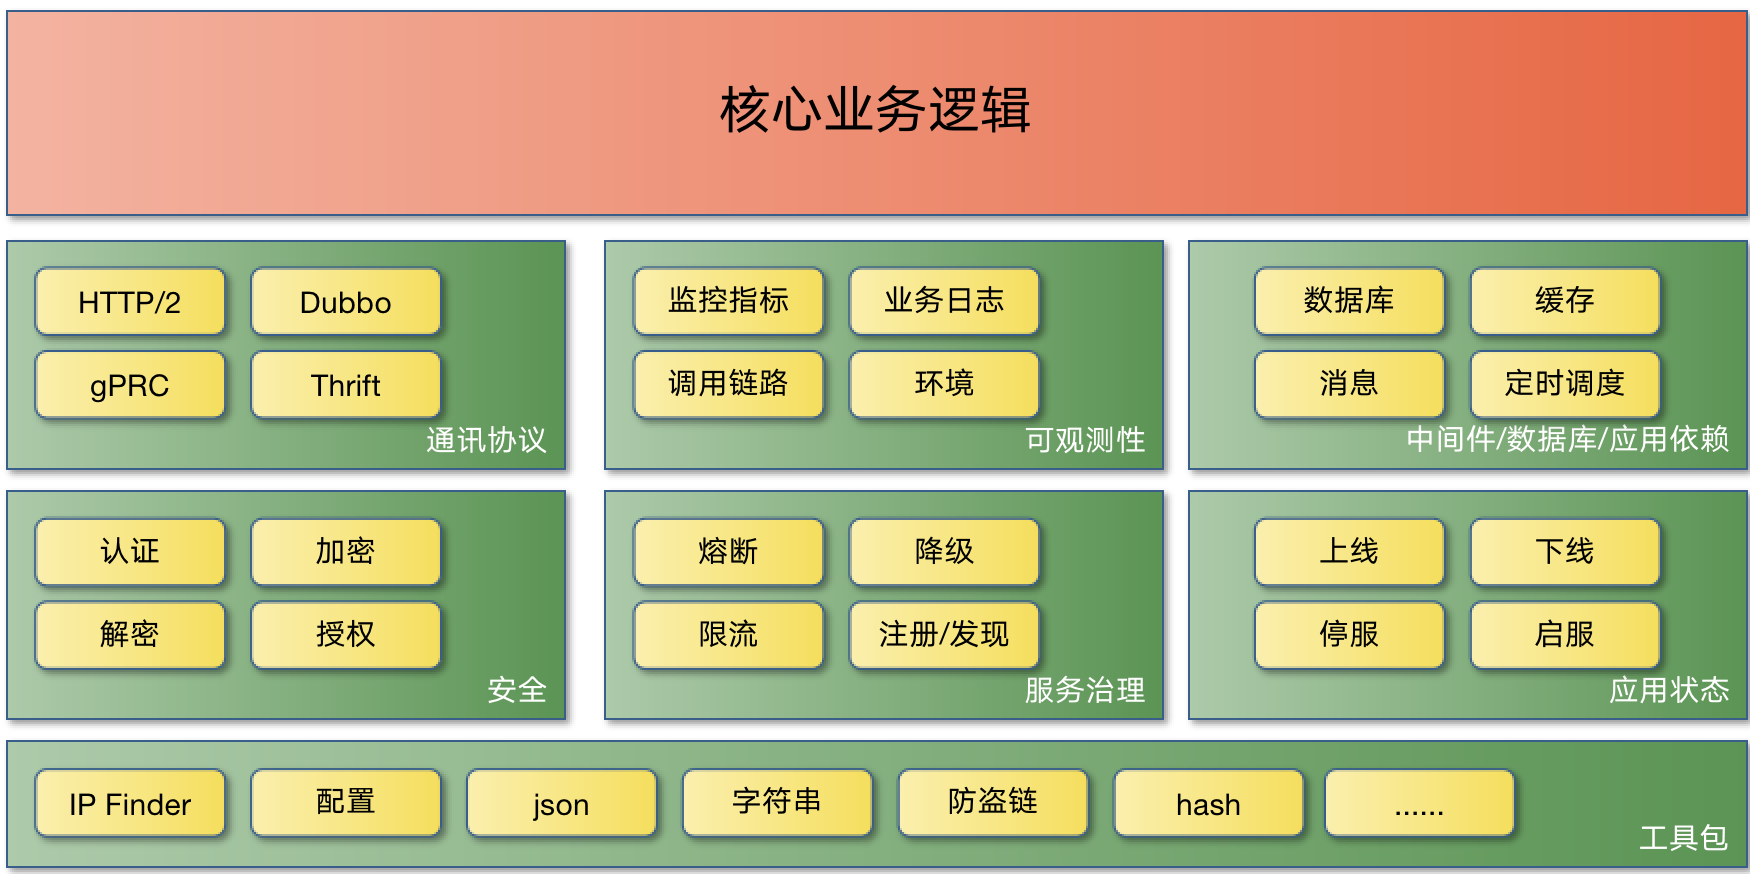 核心业务逻辑
HTTP/2
Dubbo
gPRC
Thrift
通讯协议
监控指标
业务日志
调用链路
环境
可观测性
数据库
缓存
消息
定时调度
中间件/数据库/应用依赖
认证
加密
解密
授权
安全
熔断
降级
限流
注册/发现
服务治理
上线
下线
停服
启服
应用状态
IP Finder
配置
json
字符串
防盗链
hash
......
工具包